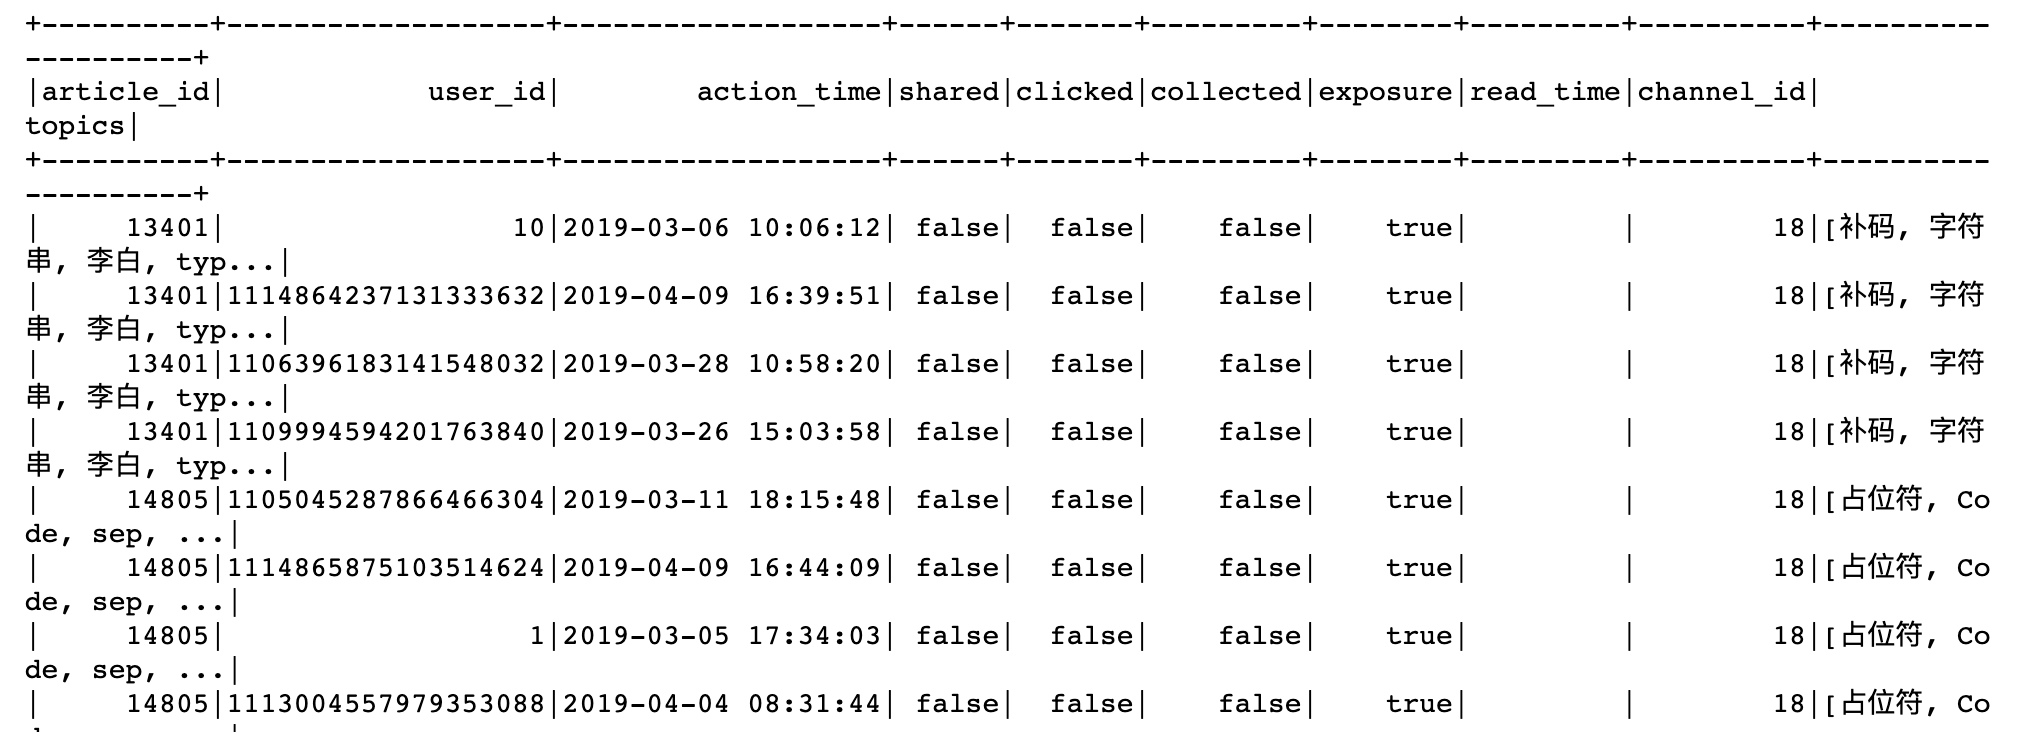 +----------+-------------------+-------------------+------+-------+---------+--------+---------+----------+----------
----------+
|article_id|            user_id|        action_time|shared|clicked|collected|exposure|read_time|channel_id|
topics|
+----------+-------------------+-------------------+------+-------+---------+--------+---------+----------+----------
----------+
|     13401|                 10|2019-03-06 10:06:12| false|  false|    false|    true|         |        18|[补码, 字符
串, 李白, typ...|
|     13401|1114864237131333632|2019-04-09 16:39:51| false|  false|    false|    true|         |        18|[补码, 字符
串, 李白, typ...|
|     13401|1106396183141548032|2019-03-28 10:58:20| false|  false|    false|    true|         |        18|[补码, 字符
串, 李白, typ...|
|     13401|1109994594201763840|2019-03-26 15:03:58| false|  false|    false|    true|         |        18|[补码, 字符
串, 李白, typ...|
|     14805|1105045287866466304|2019-03-11 18:15:48| false|  false|    false|    true|         |        18|[占位符, Co
de, sep, ...|
|     14805|1114865875103514624|2019-04-09 16:44:09| false|  false|    false|    true|         |        18|[占位符, Co
de, sep, ...|
|     14805|                  1|2019-03-05 17:34:03| false|  false|    false|    true|         |        18|[占位符, Co
de, sep, ...|
|     14805|1113004557979353088|2019-04-04 08:31:44| false|  false|    false|    true|         |        18|[占位符, Co